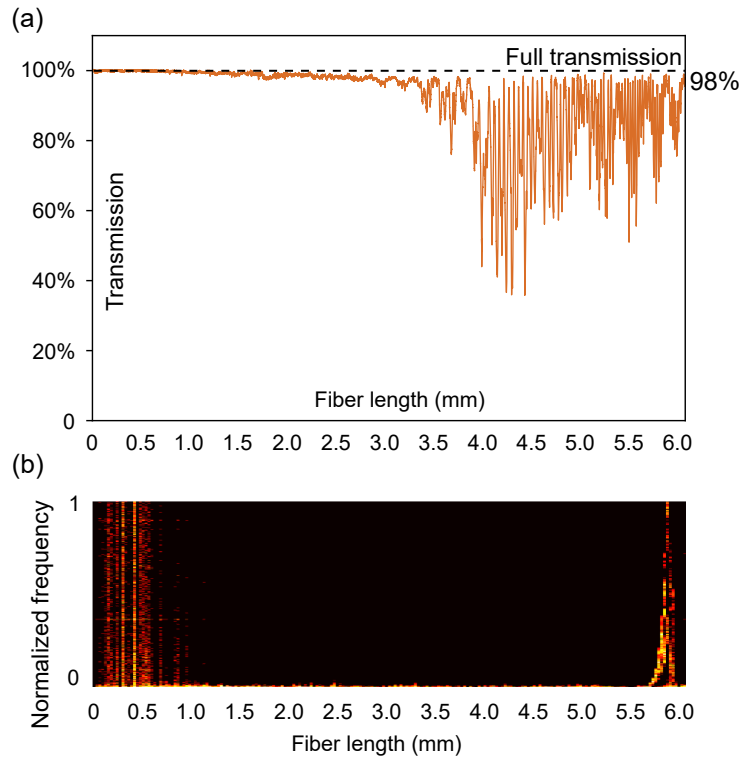 (a)
Full transmission
100%
98%
80%
60%
40%
20%
0
Transmission
Fiber length (mm)
0 0.5 1.0 1.5 2.0 2.5 3.0 3.5 4.0 4.5 5.0 5.5 6.0
(b)
1
0
Normalized frequency
0 0.5 1.0 1.5 2.0 2.5 3.0 3.5 4.0 4.5 5.0 5.6 6.0
Fiber length (mm)